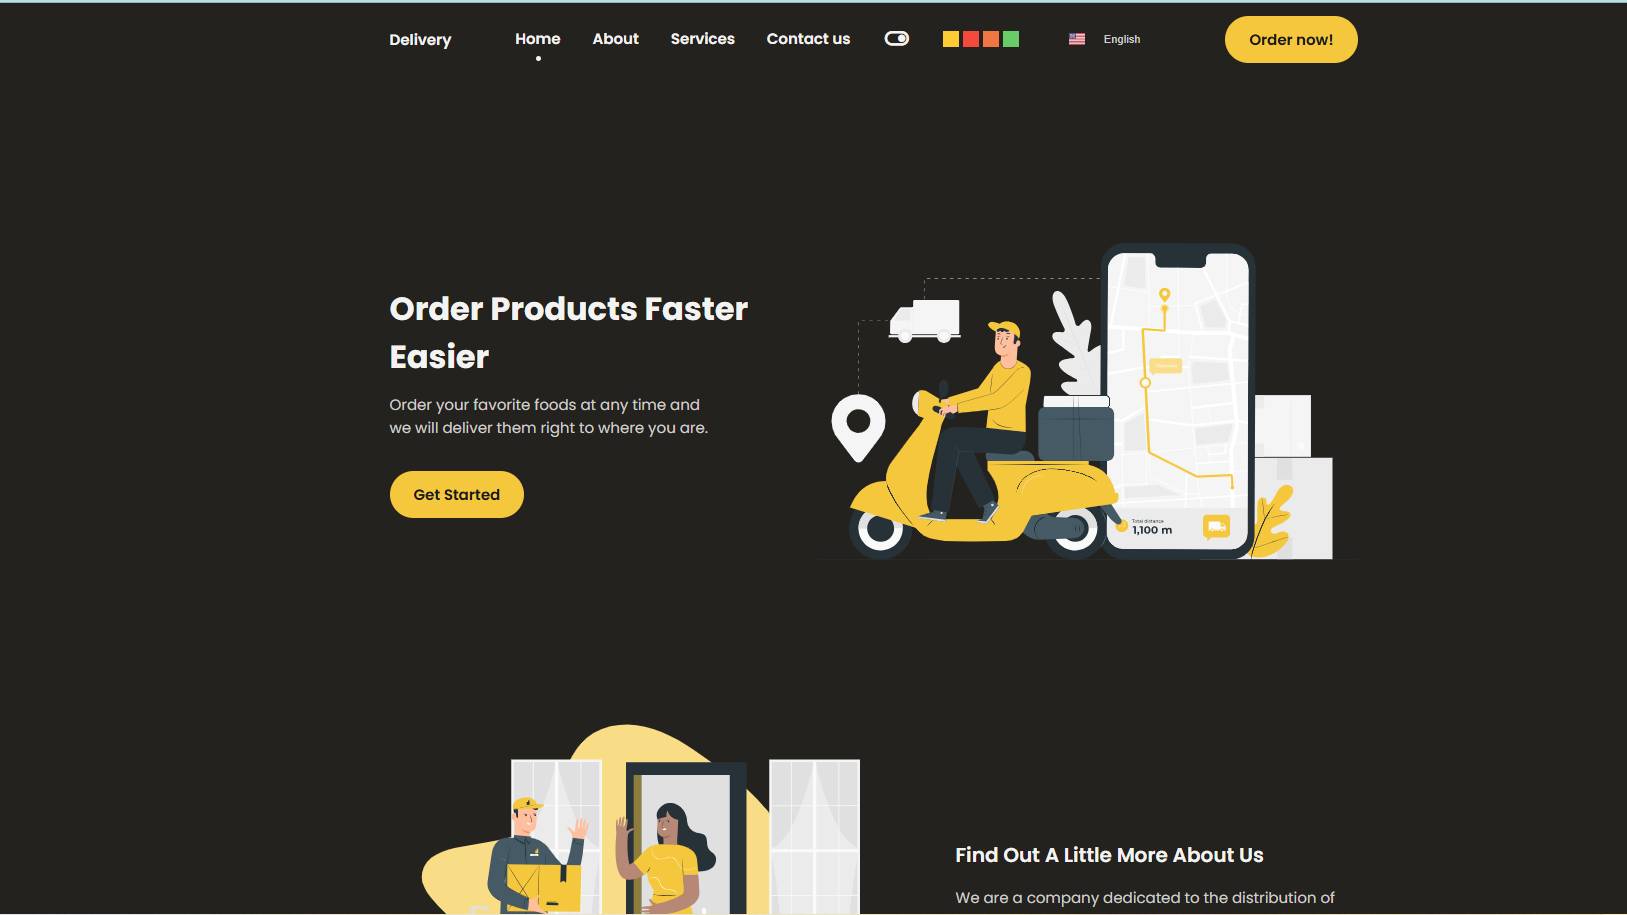 Delivery
Home
About
Services
Contact us
English
Order now!
Order Products Faster
Easier
Order your favorite foods at any time and
we will deliver them right to where you are.
Get Started
Total distance
1,100 m
Find Out A Little More About Us
We are a company dedicated to the distribution of